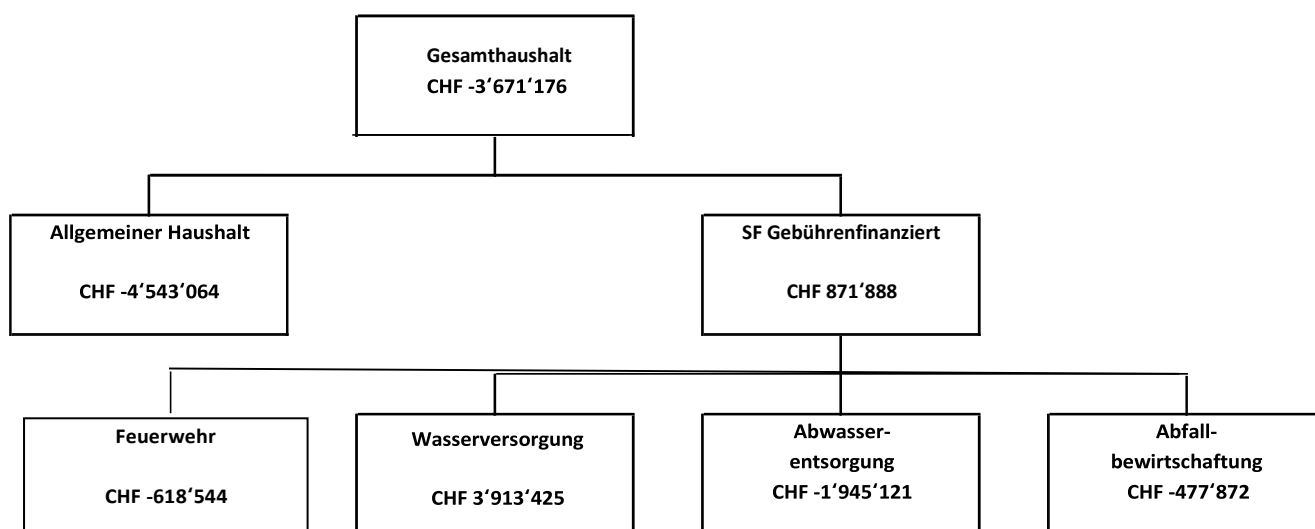 Gesamthaushalt
CHF -3‘671‘176
Allgemeiner Haushalt
CHF -4‘543‘064
SF Gebührenfinanziert
CHF 871‘888
Feuerwehr
CHF -618‘544
Wasserversorgung
CHF 3‘913‘425
Abwasser-
entsorgung
CHF -1‘945‘121
Abfall-
bewirtschaftung
CHF -477‘872